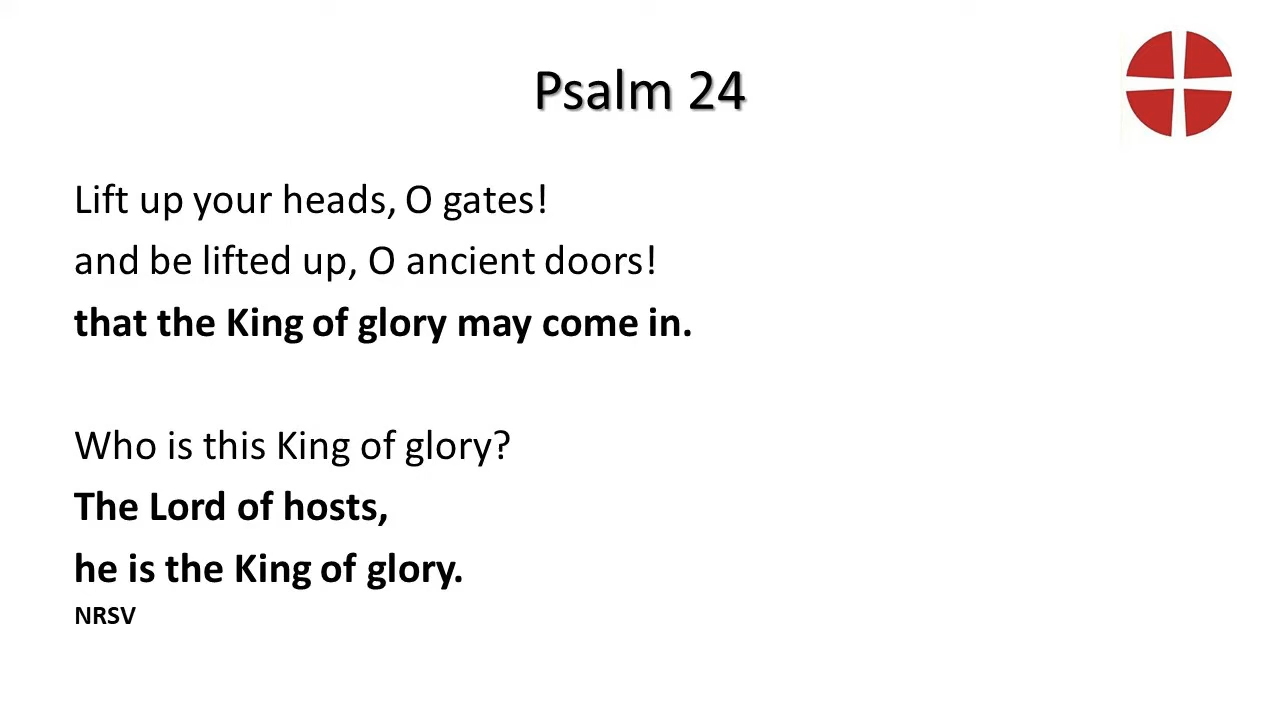 Psalm 24
Lift up your heads, O gates!
and be lifted up, O ancient doors!
that the King of glory may come in.
Who is this King of glory?
The Lord of hosts,
he is the King of glory.
NRSV